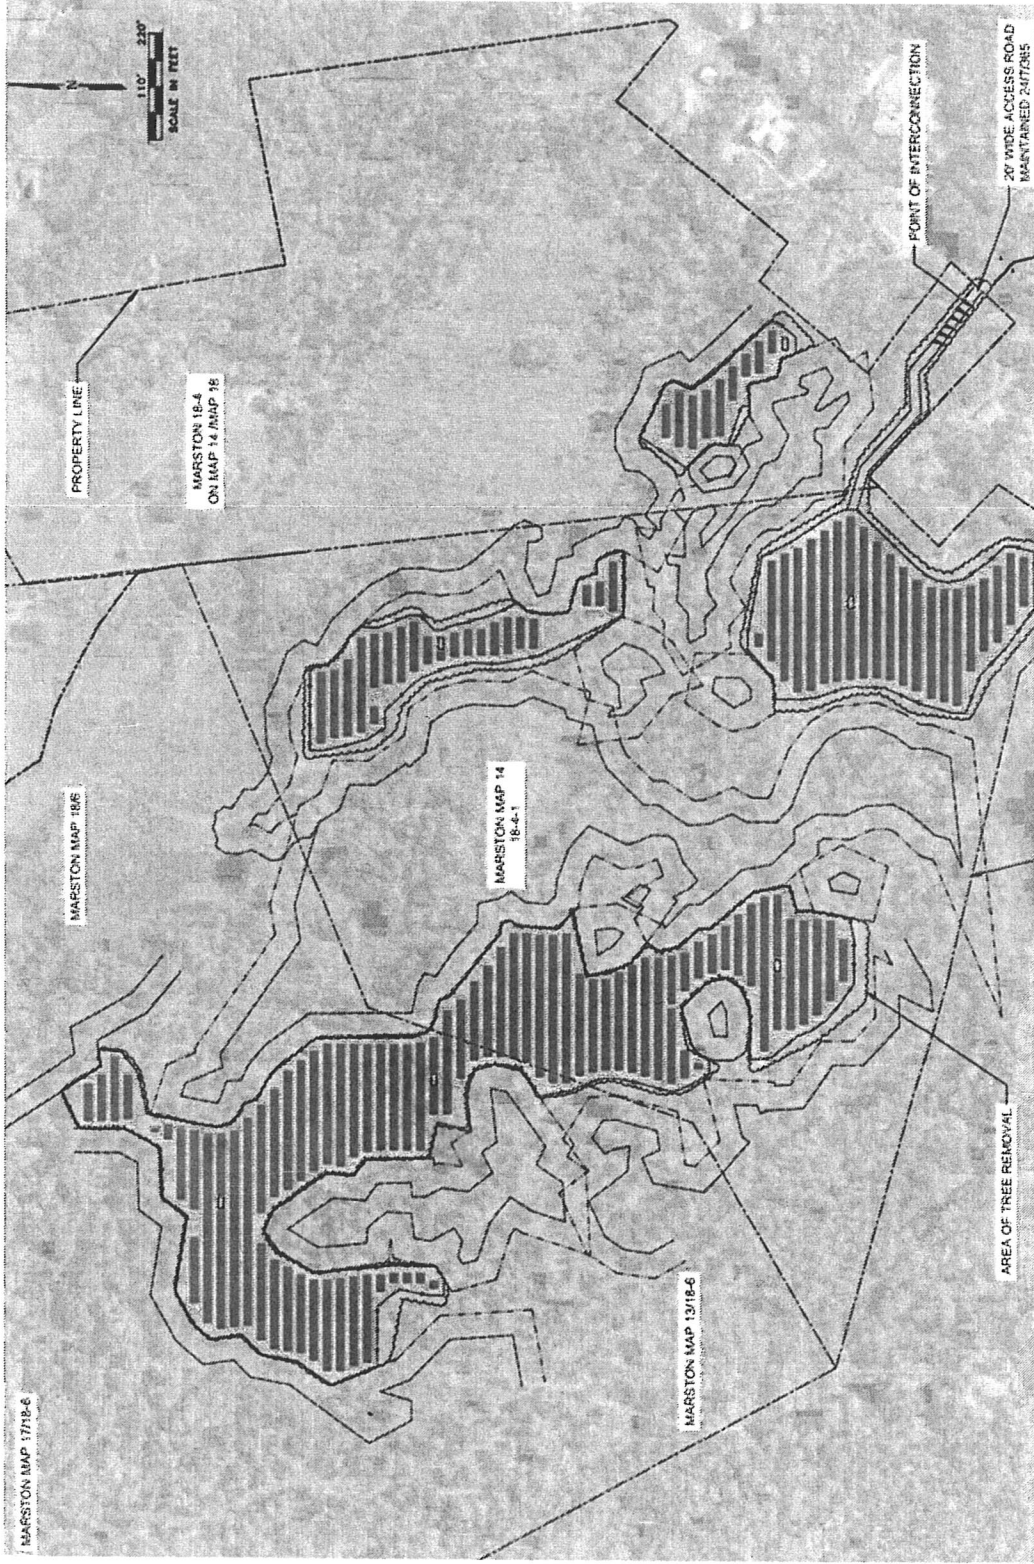 MARSTON MAP 17/18-6
MARSTON MAP 18/6
PROPERTY LINE
MARSTON 18-4
ON MAP 14 /MAP 18
N
110' 220'
SCALE IN FEET
MARSTON MAP 14
18-4-1
MARSTON MAP 13/18-6
AREA OF TREE REMOVAL
POINT OF INTERCONNECTION
20' WIDE ACCESS ROAD
MAINTAINED 24/7/365